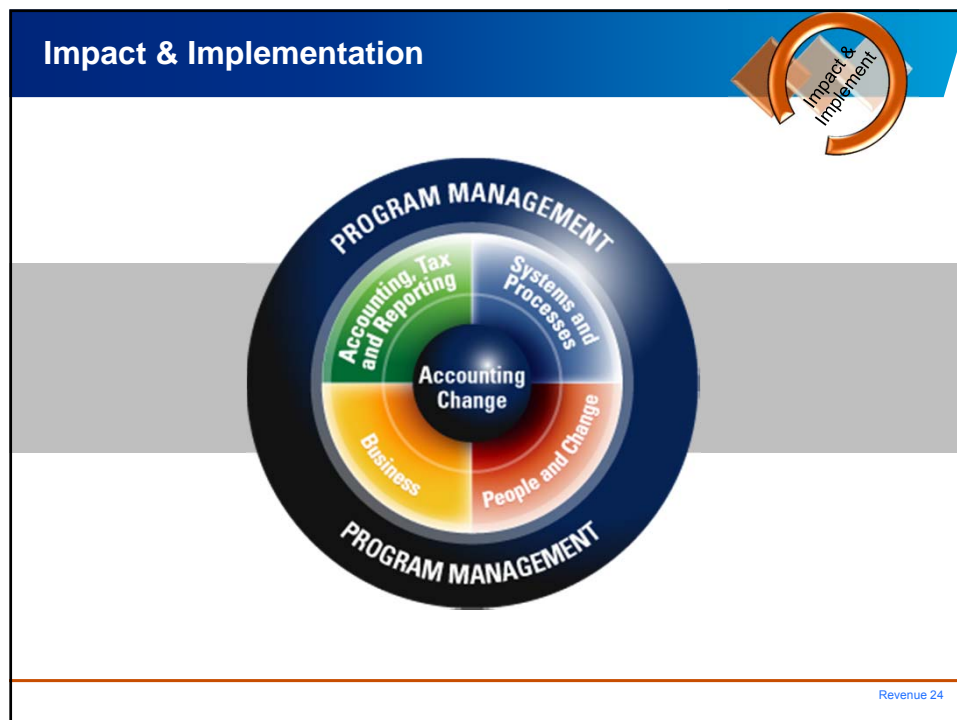 Impact & Implementation
Impact &
Implement
PROGRAM MANAGEMENT
Accounting, Tax
and Reporting
Systems and
Processes
Accounting
Change
Business
People and Change
PROGRAM MANAGEMENT
Revenue 24